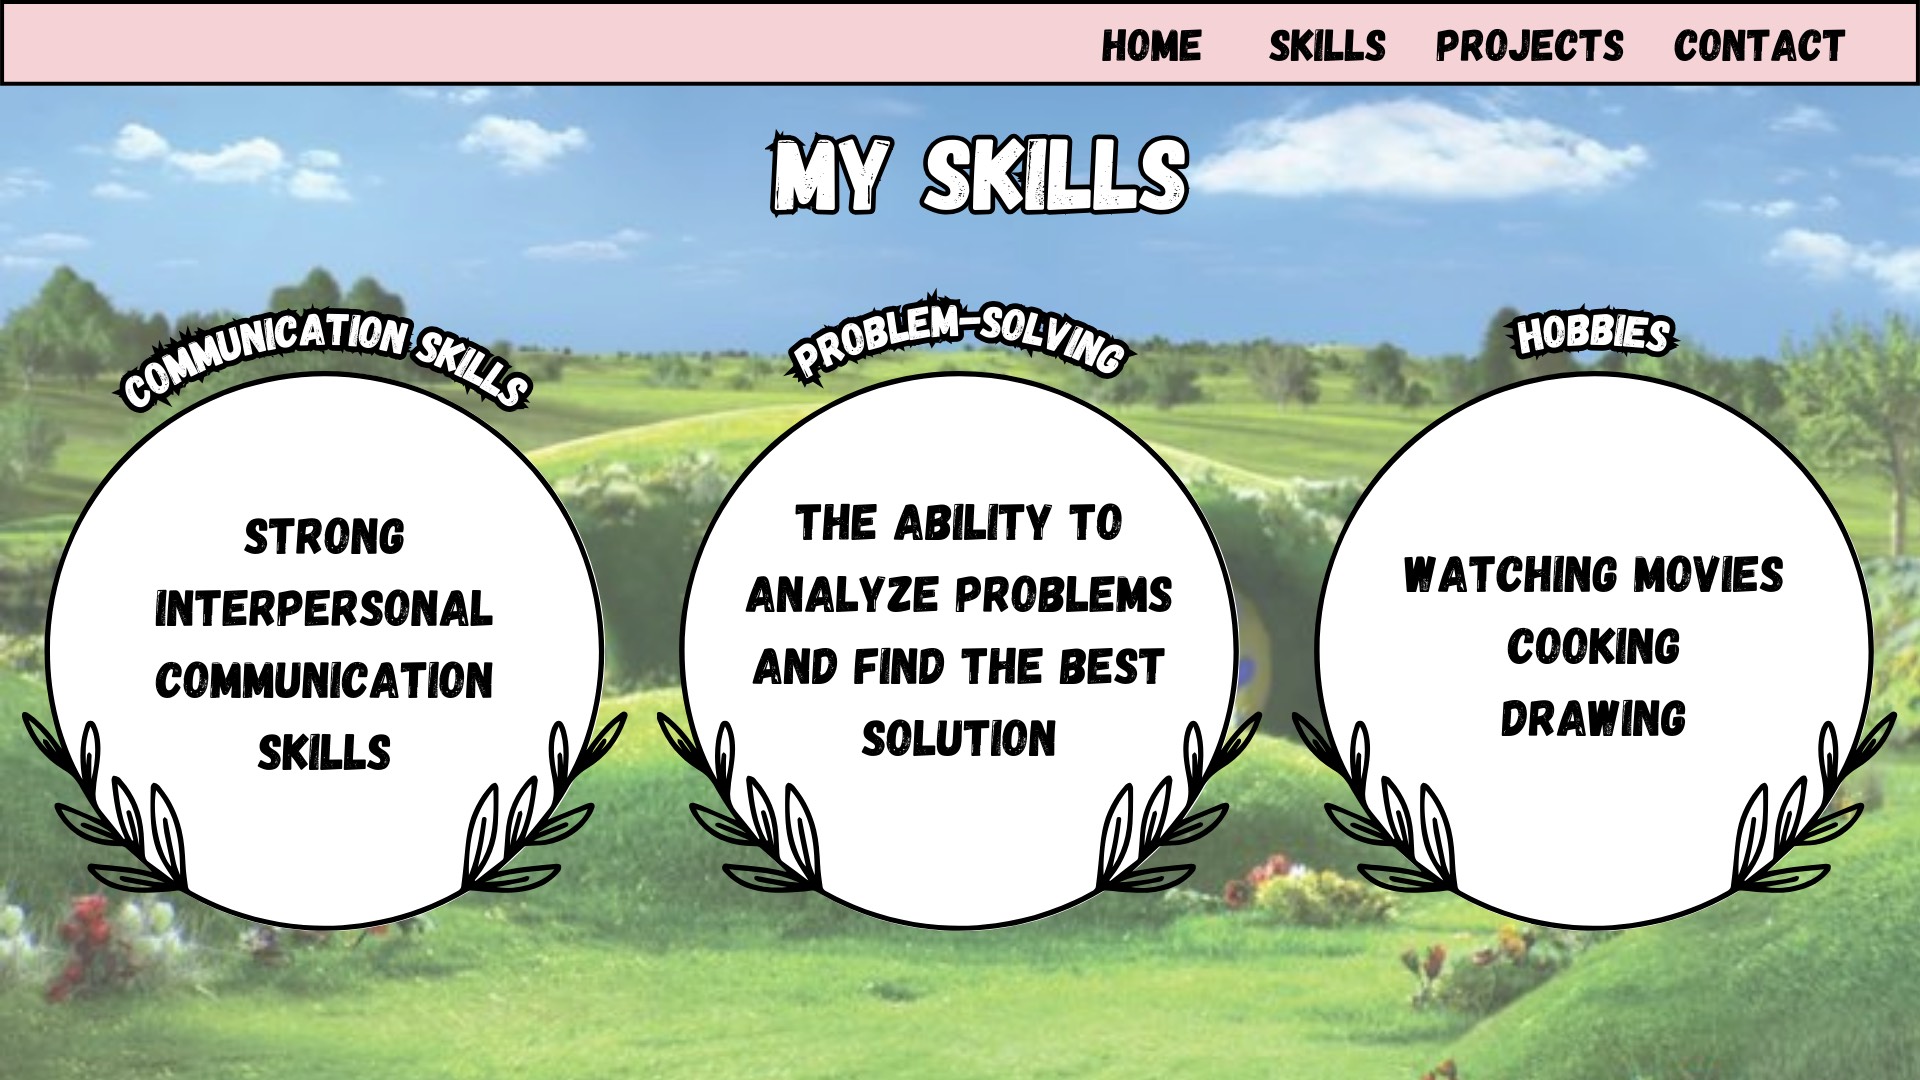 HOME SKILLS PROJECTS CONTACT
MY SKILLS
COMMUNICATION SKILLS
STRONG
INTERPERSONAL
COMMUNICATION
SKILLS
PROBLEM-SOLVING
THE ABILITY TO
ANALYZE PROBLEMS
AND FIND THE BEST
SOLUTION
HOBBIES
WATCHING MOVIES
COOKING
DRAWING